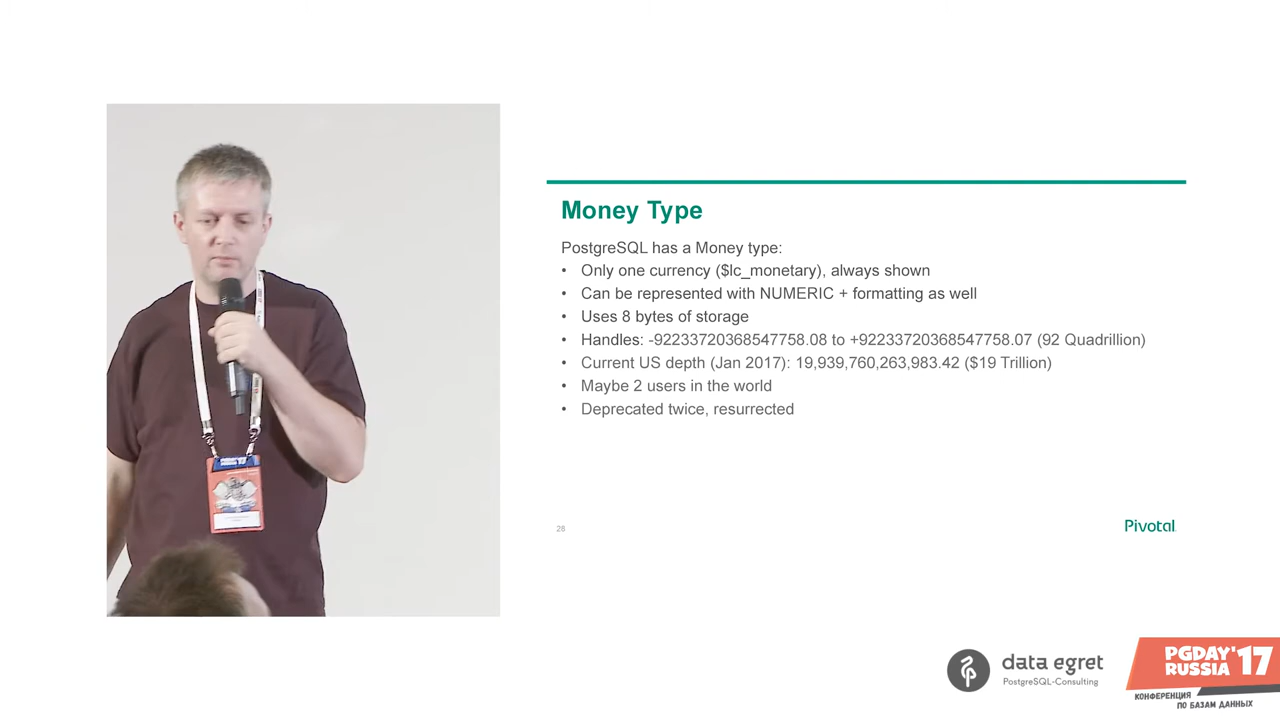 Money Type
PostgreSQL has a Money type:
• Only one currency ($lc_monetary), always shown
• Can be represented with NUMERIC + formatting as well
• Uses 8 bytes of storage
• Handles: -92233720368547758.08 to +92233720368547758.07 (92 Quadrillion)
• Current US depth (Jan 2017): 19,939,760,263,983.42 ($19 Trillion)
• Maybe 2 users in the world
• Deprecated twice, resurrected
28
Pivotal
data egret
PostgreSQL-Consulting
PGDAY'17
RUSSIA
КОНФЕРЕНЦИЯ
ПО БАЗАМ ДАННЫХ